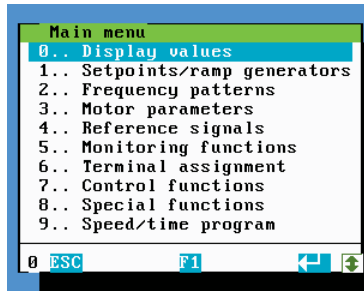 Main menu
0.. Display values
1.. Setpoints/ramp generators
2.. Frequency patterns
3.. Motor parameters
4.. Reference signals
5.. Monitoring functions
6.. Terminal assignment
7.. Control functions
8.. Special functions
9.. Speed/time program
0 ESC F1